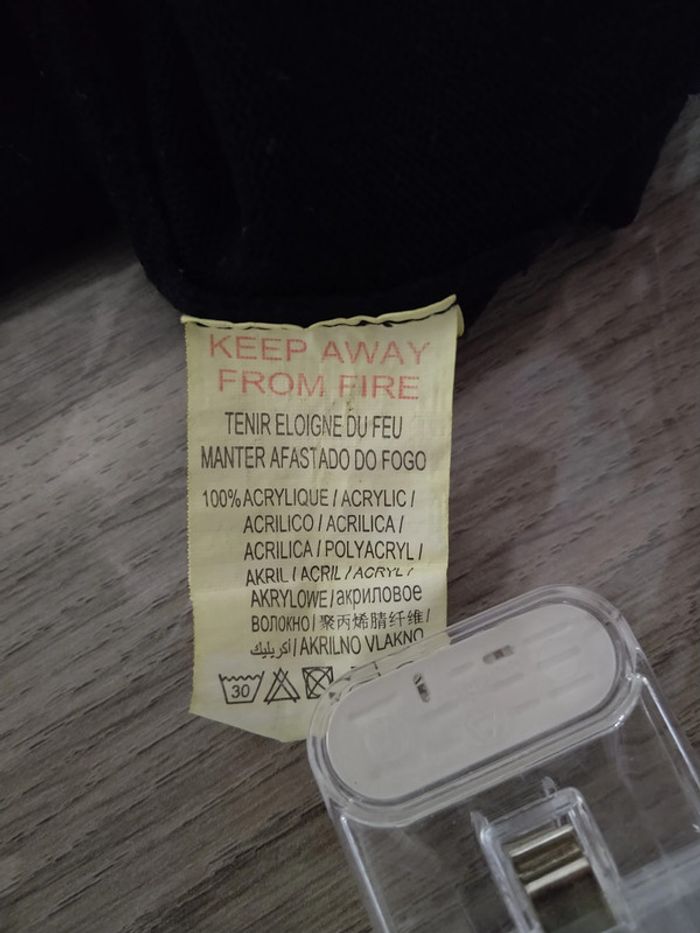 KEEP AWAY
FROM FIRE
TENIR ELOIGNE DU FEU
MANTER AFASTADO DO FOGO
100% ACRYLIQUE / ACRYLIC /
ACRILICO / ACRILICA /
ACRILICA / POLYACRYL /
AKRIL / ACRIL / ACRYL /
AKRYLOWE / акриловое
волокно / 聚丙烯腈纤维 /
أكريليك / AKRILNO VLAKNO
30